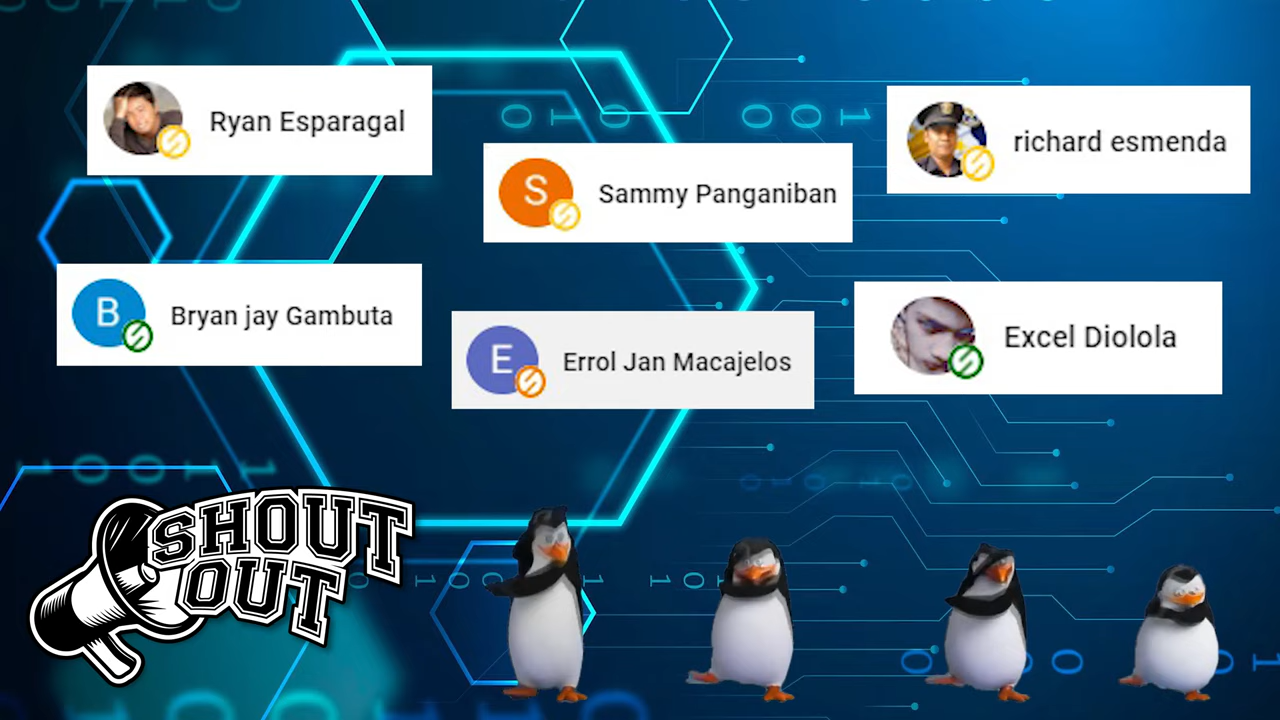 Ryan Esparagal
S
Sammy Panganiban
richard esmenda
B
Bryan jay Gambuta
E
Errol Jan Macajelos
Excel Diolola
SHOUT
OUT